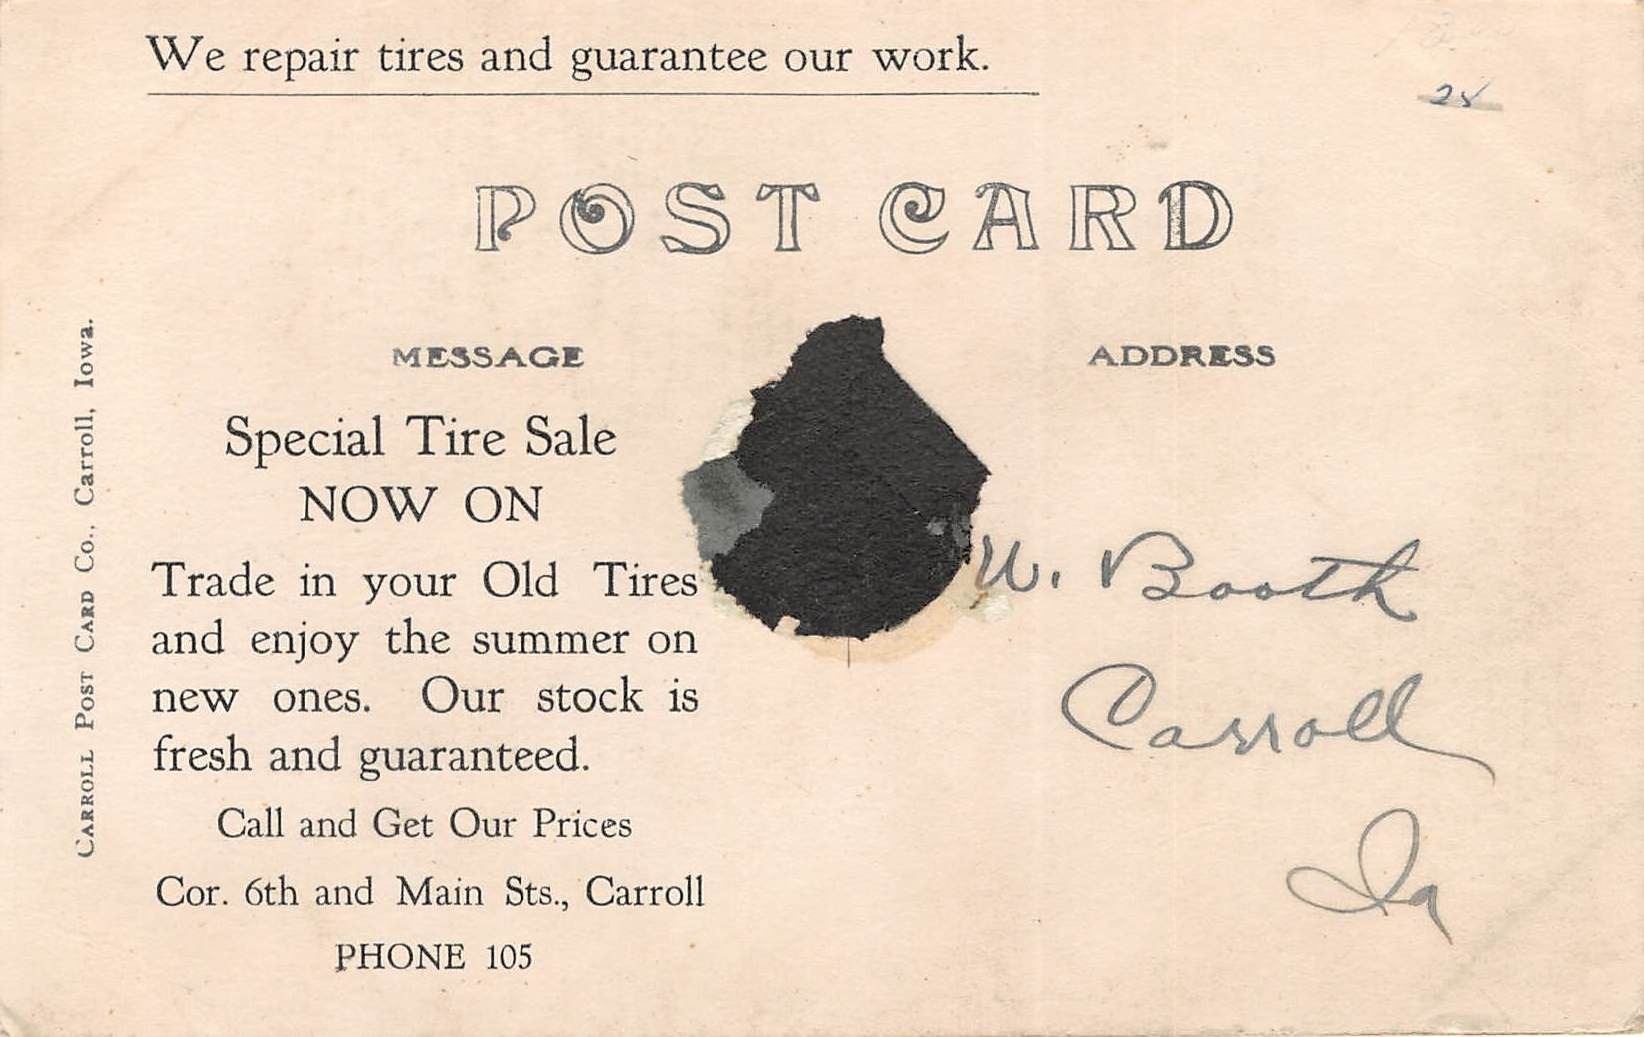 We repair tires and guarantee our work.
28
POST CARD
MESSAGE
ADDRESS
Special Tire Sale
NOW ON
Trade in your Old Tires
and enjoy the summer on
new ones. Our stock is
fresh and guaranteed.
Call and Get Our Prices
Cor. 6th and Main Sts., Carroll
PHONE 105
W. Booth
Carroll
Ia
CARROLL POST CARD CO., Carroll, Iowa.